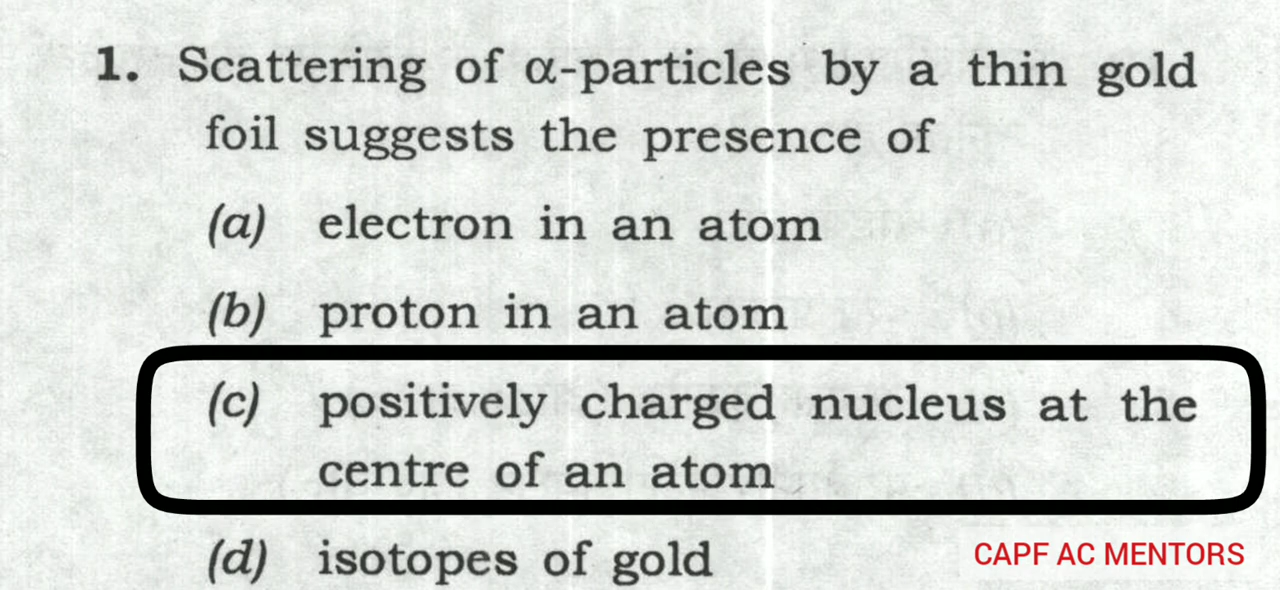 1. Scattering of α-particles by a thin gold
foil suggests the presence of
(a) electron in an atom
(b) proton in an atom
(c) positively charged nucleus at the
centre of an atom
(d) isotopes of gold
CAPF AC MENTORS